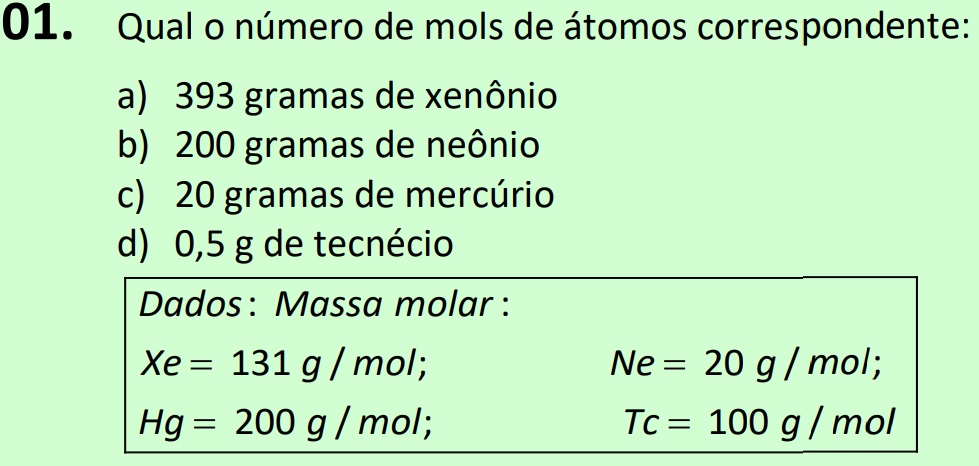 01. Qual o número de mols de átomos correspondente:
a) 393 gramas de xenônio
b) 200 gramas de neônio
c) 20 gramas de mercúrio
d) 0,5 g de tecnécio
Dados: Massa molar:
Xe = 131 g / mol; Ne = 20 g / mol;
Hg = 200 g / mol; Tc = 100 g / mol